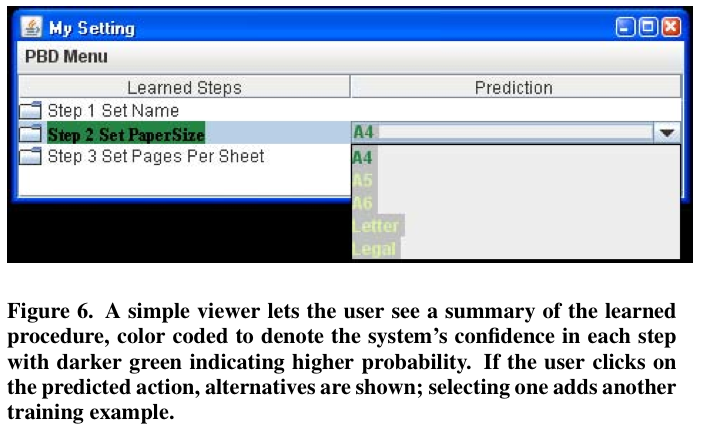 My Setting
PBD Menu
Learned Steps Prediction
Step 1 Set Name
Step 2 Set PaperSize A4
Step 3 Set Pages Per Sheet A4
A5
A6
Letter
Legal
Figure 6. A simple viewer lets the user see a summary of the learned
procedure, color coded to denote the system's confidence in each step
with darker green indicating higher probability. If the user clicks on
the predicted action, alternatives are shown; selecting one adds another
training example.